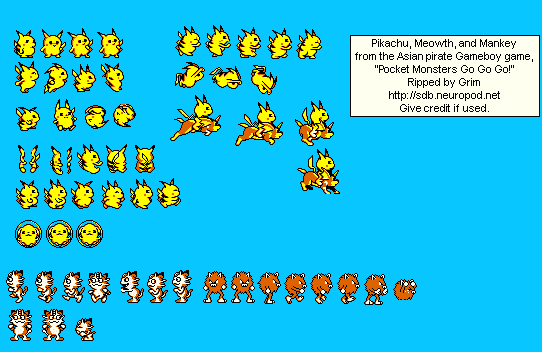 Pikachu, Meowth, and Mankey
from the Asian pirate Gameboy game,
"Pocket Monsters Go Go Go!"
Ripped by Grim
http://sdb.neuropod.net
Give credit if used.